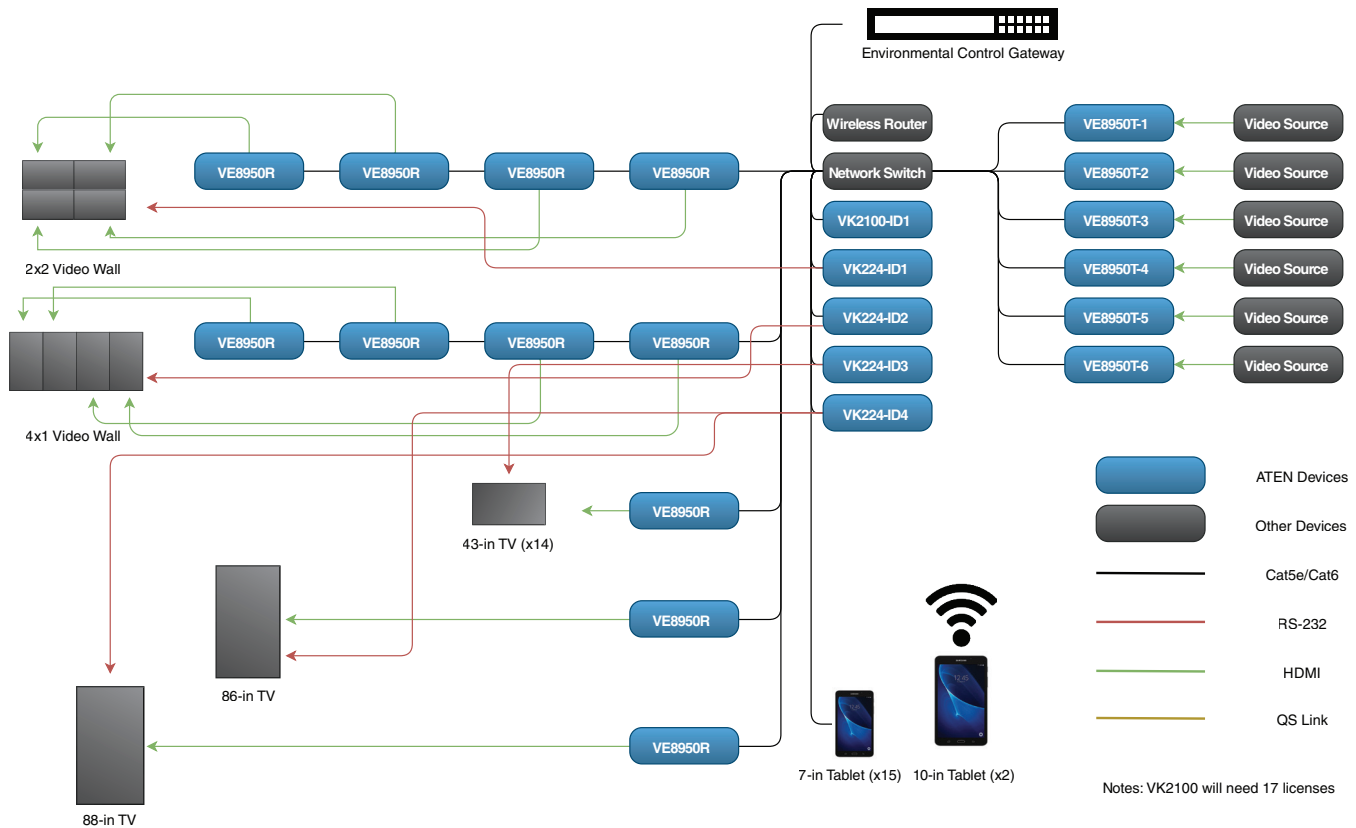 Environmental Control Gateway
Wireless Router
VE8950T-1
Video Source
VE8950R
VE8950R
VE8950R
VE8950R
Network Switch
VE8950T-2
Video Source
VK2100-ID1
VE8950T-3
Video Source
2x2 Video Wall
VK224-ID1
VE8950T-4
Video Source
VK224-ID2
VE8950T-5
Video Source
VE8950R
VE8950R
VE8950R
VE8950R
VK224-ID3
VE8950T-6
Video Source
VK224-ID4
4x1 Video Wall
ATEN Devices
VE8950R
Other Devices
43-in TV (x14)
Cat5e/Cat6
VE8950R
RS-232
HDMI
86-in TV
QS Link
VE8950R
7-in Tablet (x15)
10-in Tablet (x2)
Notes: VK2100 will need 17 licenses
88-in TV